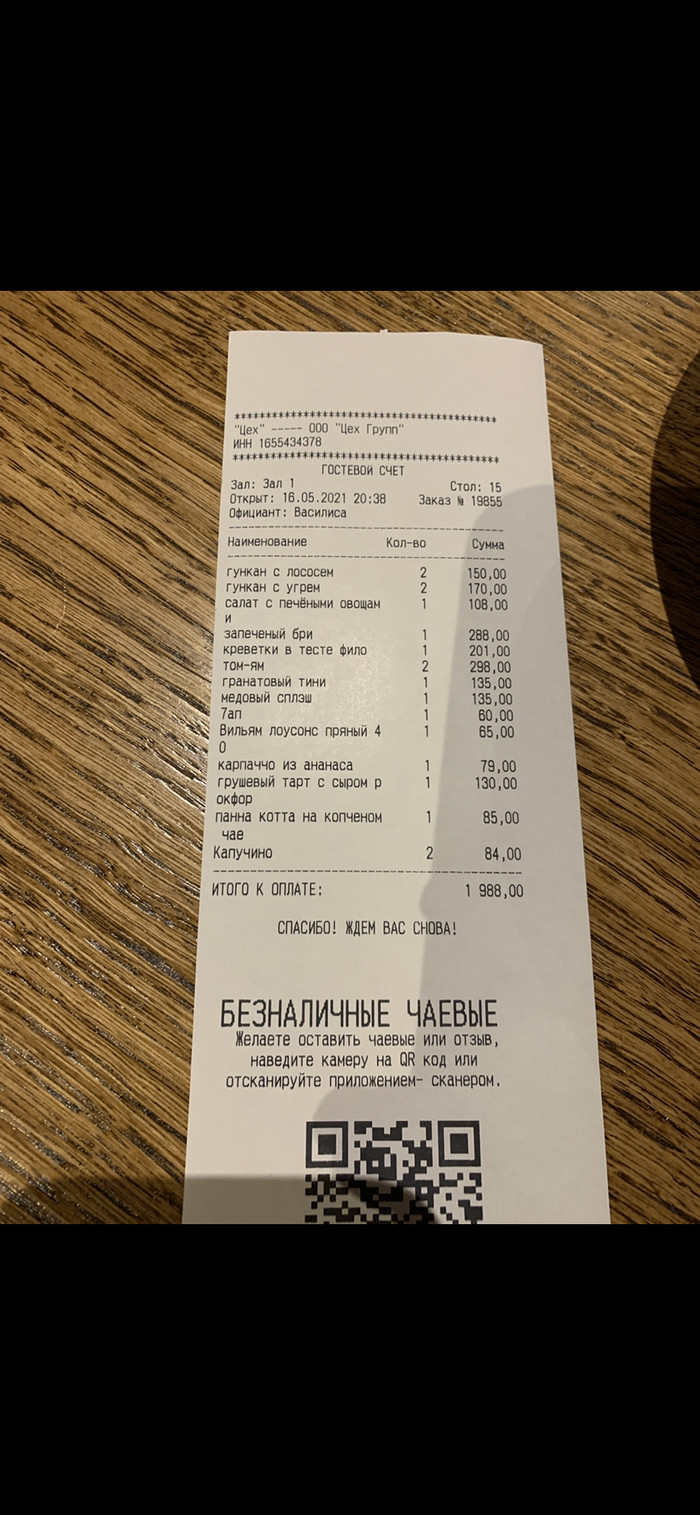 ****************************************
"Цех" ----- ООО "Цех Групп"
ИНН 1655434378
****************************************
ГОСТЕВОЙ СЧЕТ
Зал: Зал 1 Стол: 15
Открыт: 16.05.2021 20:38 Заказ № 19855
Официант: Василиса
Наименование Кол-во Сумма
гункан с лососем 2 150,00
гункан с угрем 2 170,00
салат с печёными овощам 1 108,00
и
запеченый бри 1 288,00
креветки в тесте фило 1 201,00
том-ям 2 298,00
гранатовый тини 1 135,00
медовый сплэш 1 135,00
7ап 1 60,00
Вильям лоусонс пряный 4 1 65,00
0
карпаччо из ананаса 1 79,00
грушевый тарт с сыром р 1 130,00
окфор
панна котта на копченом 1 85,00
чае
Капучино 2 84,00
ИТОГО К ОПЛАТЕ: 1 988,00
СПАСИБО! ЖДЕМ ВАС СНОВА!
БЕЗНАЛИЧНЫЕ ЧАЕВЫЕ
Желаете оставить чаевые или отзыв,
наведите камеру на QR код или
отсканируйте приложением- сканером.